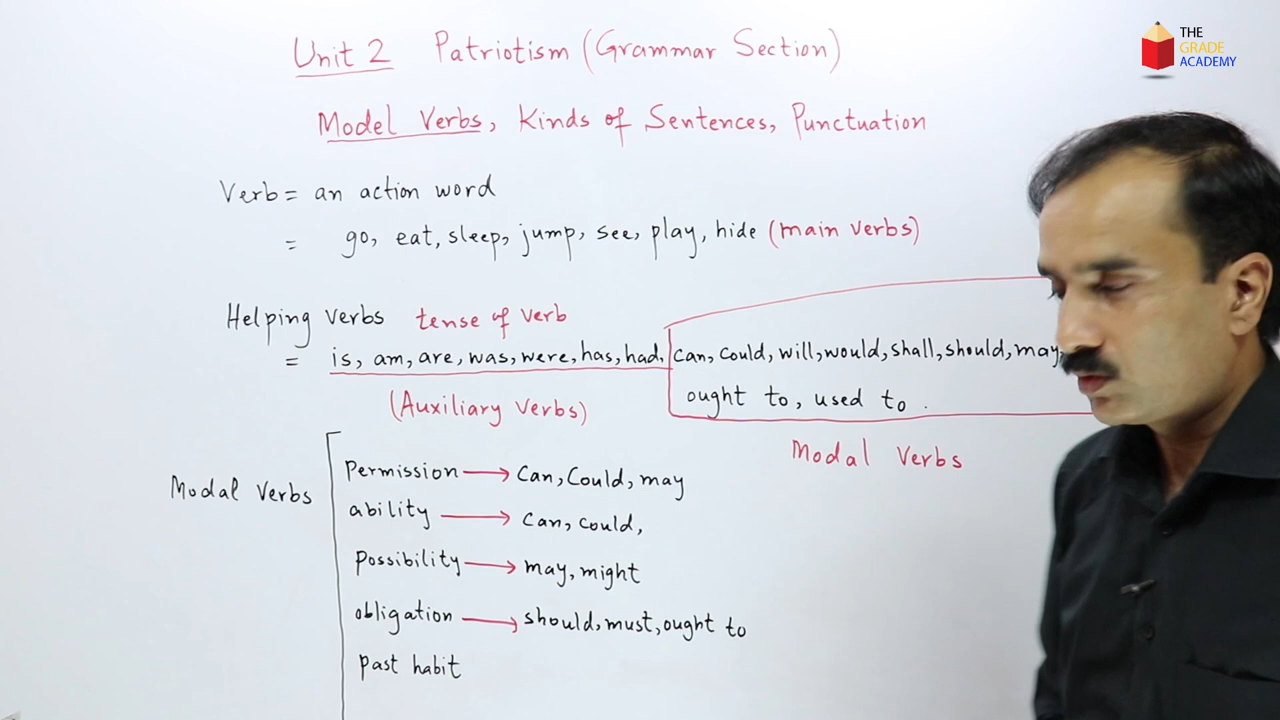 Unit 2 Patriotism (Grammar Section)
THE
GRADE
ACADEMY
Model Verbs, Kinds of Sentences, Punctuation
Verb = an action word
= go, eat, sleep, jump, see, play, hide (main verbs)
Helping verbs tense of verb
= is, am, are, was, were, has, had, can, could, will, would, shall, should, may,
ought to, used to.
(Auxiliary verbs)
Modal verbs
Modal verbs
Permission → Can, Could, may
ability → can, could,
Possibility → may, might
obligation → should, must, ought to
past habit